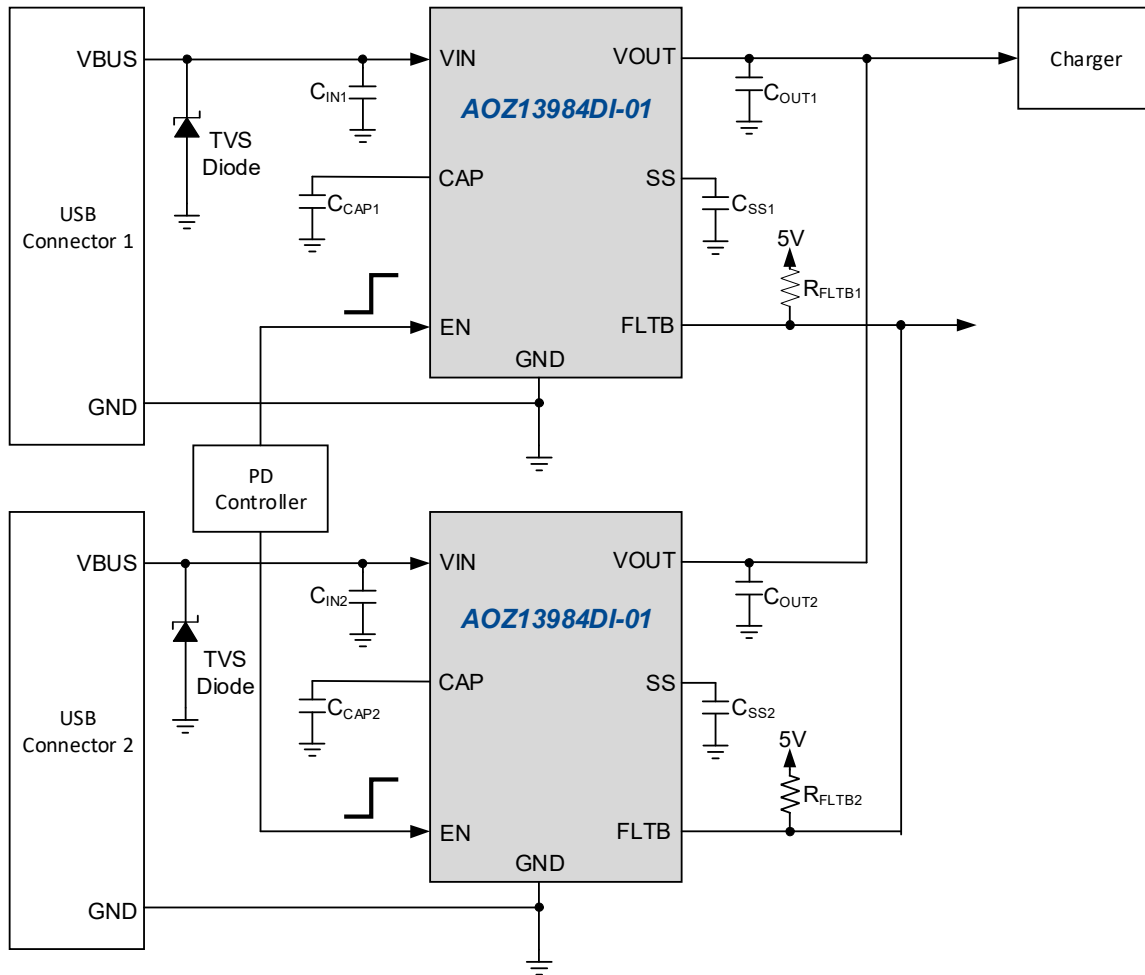 VBUS
VIN
VOUT
Charger
CIN1
COUT1
AOZ13984DI-01
TVS
Diode
CAP
SS
CCAP1
CSS1
USB
Connector 1
5V
RFLTB1
EN
FLTB
GND
GND
PD
Controller
VBUS
VIN
VOUT
CIN2
COUT2
AOZ13984DI-01
TVS
Diode
CAP
SS
CCAP2
CSS2
USB
Connector 2
5V
RFLTB2
EN
FLTB
GND
GND